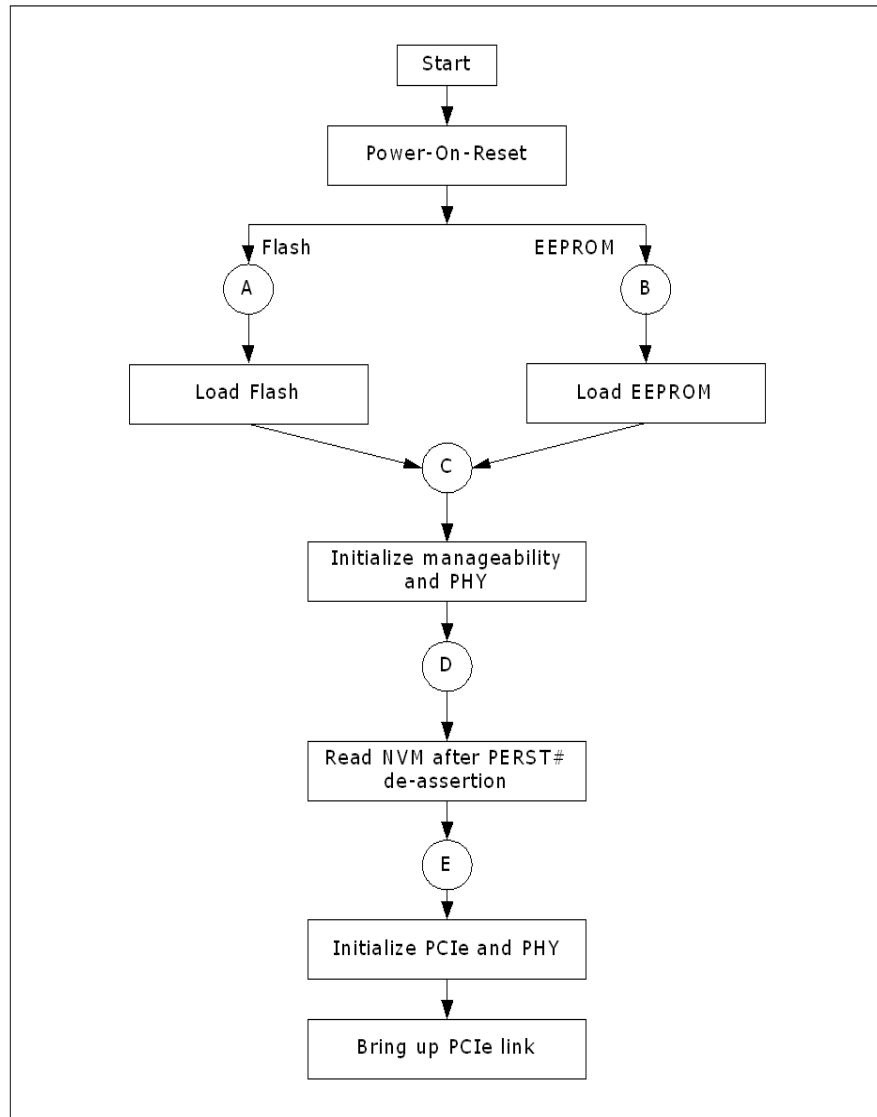 Start
Power-On-Reset
Flash
EEPROM
A
B
Load Flash
Load EEPROM
C
Initialize manageability
and PHY
D
Read NVM after PERST#
de-assertion
E
Initialize PCIe and PHY
Bring up PCIe link